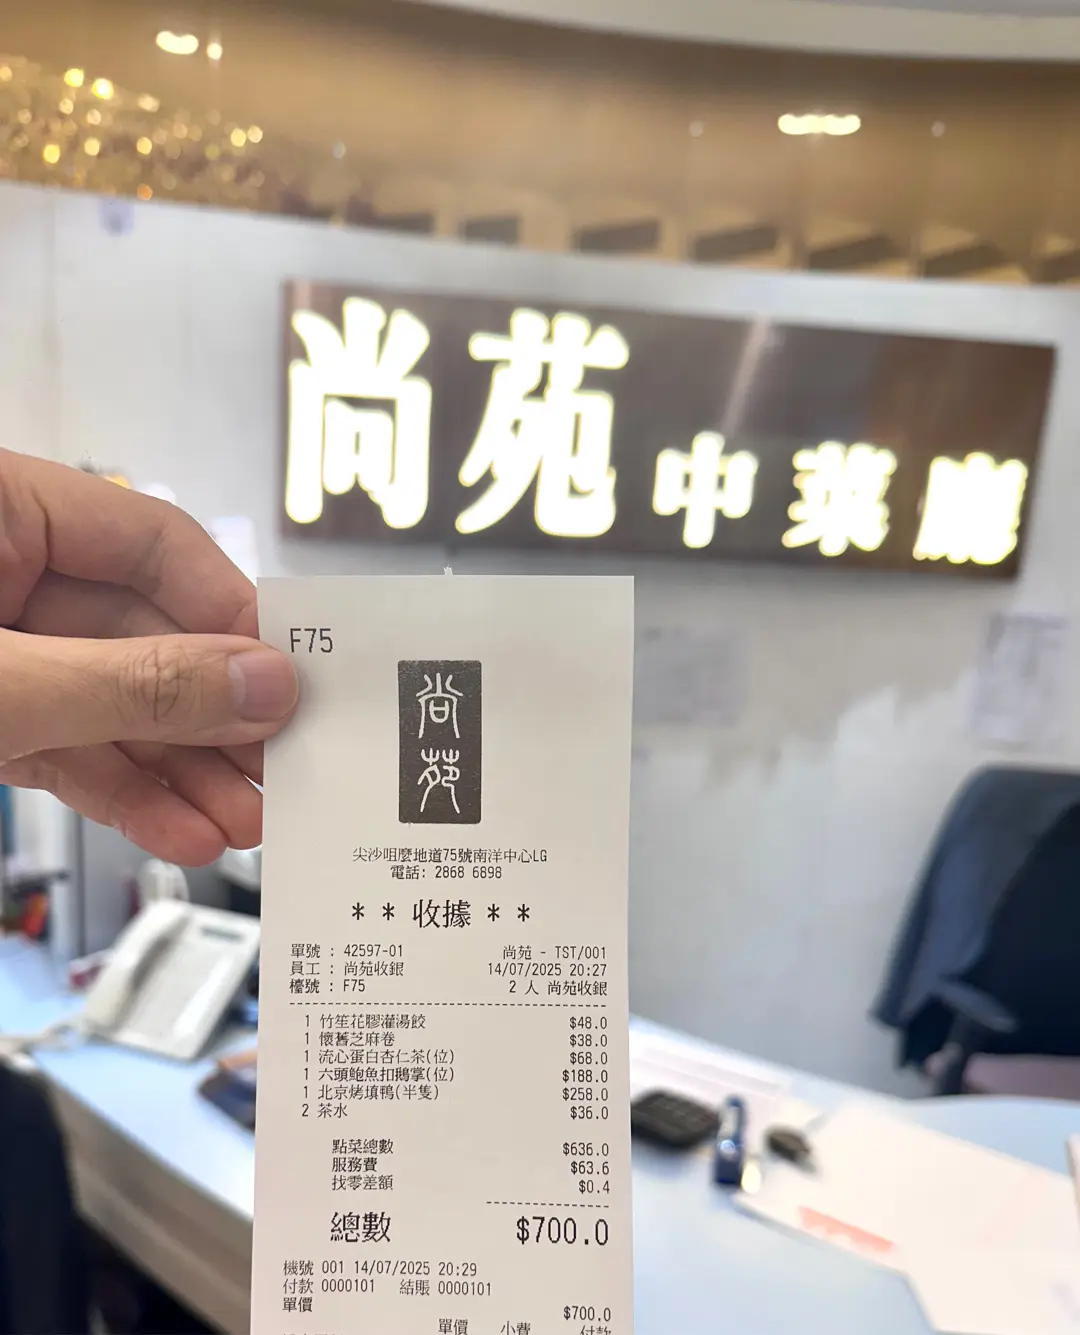 尚苑中菜廳
F75
尚苑
尖沙咀麼地道75號南洋中心LG
電話: 2868 6898
* * 收據 * *
單號 : 42597-01 尚苑 - TST/001
員工 : 尚苑收銀 14/07/2025 20:27
檯號 : F75 2 人 尚苑收銀
1 竹笙花膠灌湯餃 $48.0
1 懷舊芝麻卷 $38.0
1 流心蛋白杏仁茶(位) $68.0
1 六頭鮑魚扣鵝掌(位) $188.0
1 北京烤填鴨(半隻) $258.0
2 茶水 $36.0
點菜總數 $636.0
服務費 $63.6
找零差額 $0.4
總數 $700.0
機號 001 14/07/2025 20:29
付款 0000101 結賬 0000101
單價
$700.0
單價 小費 付款